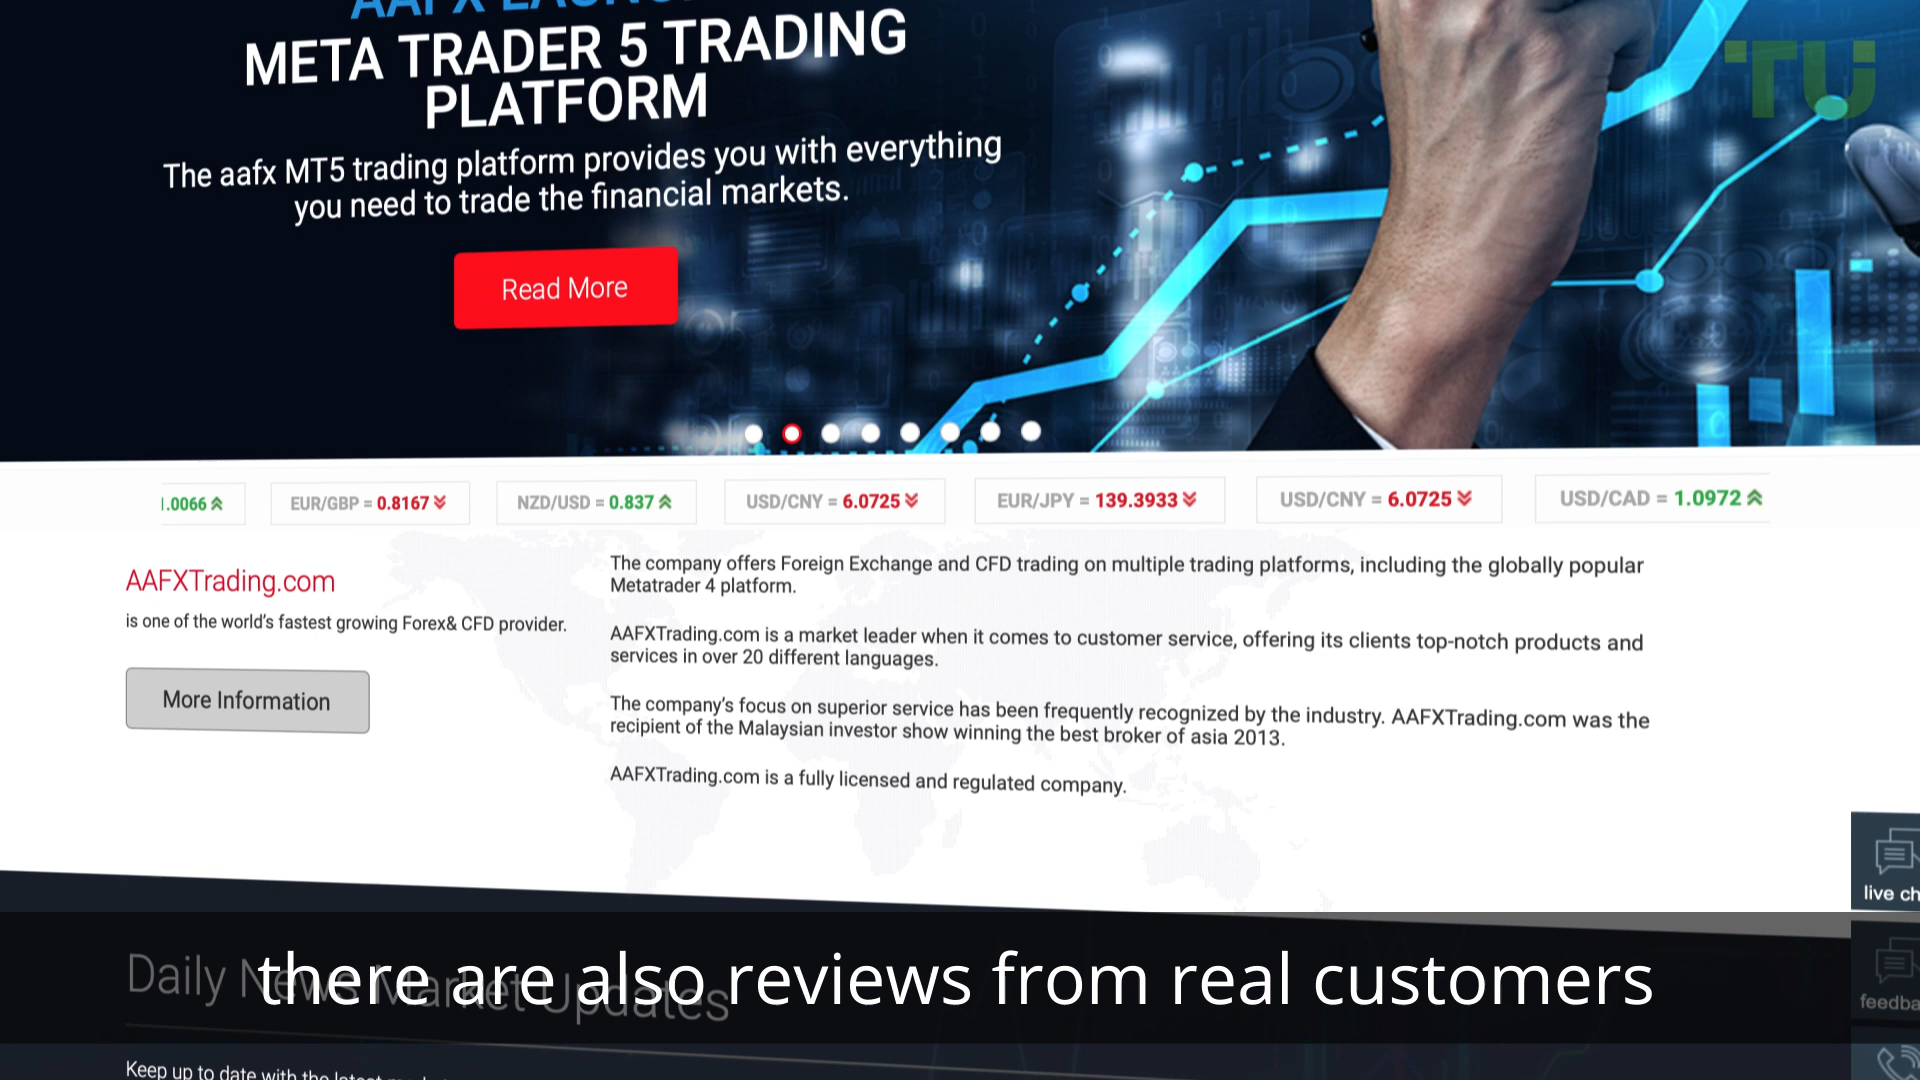 META TRADER 5 TRADING
PLATFORM
The aafx MT5 trading platform provides you with everything
you need to trade the financial markets.
Read More
TU
1.0066
EUR/GBP = 0.8167
NZD/USD = 0.837
USD/CNY = 6.0725
EUR/JPY = 139.3933
USD/CNY = 6.0725
USD/CAD = 1.0972
AAFXTrading.com
is one of the world's fastest growing Forex& CFD provider.
More Information
The company offers Foreign Exchange and CFD trading on multiple trading platforms, including the globally popular
Metatrader 4 platform.
AAFXTrading.com is a market leader when it comes to customer service, offering its clients top-notch products and
services in over 20 different languages.
The company's focus on superior service has been frequently recognized by the industry. AAFXTrading.com was the
recipient of the Malaysian investor show winning the best broker of asia 2013.
AAFXTrading.com is a fully licensed and regulated company.
live ch
feedba
Daily News Market Updates
there are also reviews from real customers
Keep up to date with the latest